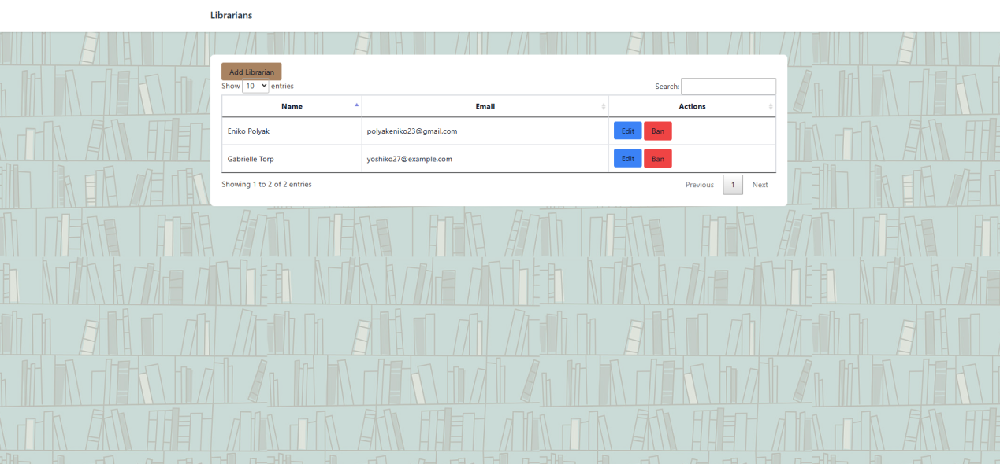 Librarians
Add Librarian
Show 10 entries
Search:
Name Email Actions
Eniko Polyak polyakeniko23@gmail.com Edit Ban
Gabrielle Torp yoshiko27@example.com Edit Ban
Showing 1 to 2 of 2 entries
Previous 1 Next